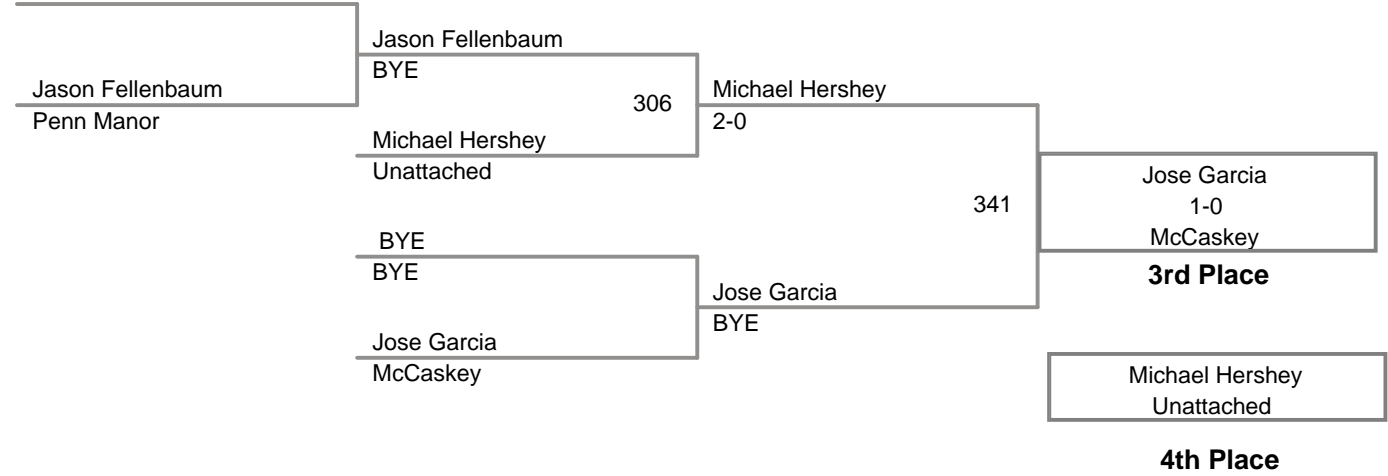 Jason Fellenbaum
Penn Manor
Jason Fellenbaum
BYE
306
Michael Hershey
Unattached
BYE
BYE
Jose Garcia
McCaskey
Michael Hershey
2-0
341
Jose Garcia
BYE
Jose Garcia
1-0
McCaskey
3rd Place
Michael Hershey
Unattached
4th Place